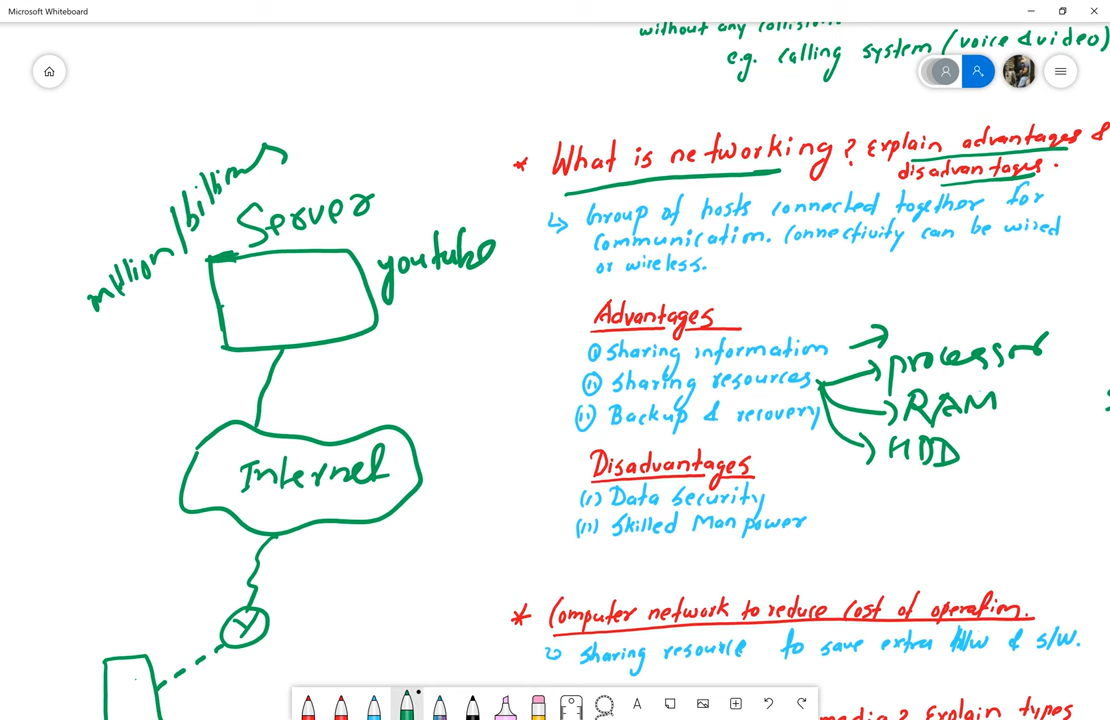 Microsoft Whiteboard
without any collision
e.g. calling system (voice & video)
* What is networking? Explain advantages &
disadvantages.
↳ Group of hosts connected together for
communication. Connectivity can be wired
or wireless.
million/billions
Server
youtube
Internet
Advantages
(i) Sharing information
(ii) Sharing resources
(ii) Backup & recovery
processor
RAM
HDD
Disadvantages
(i) Data security
(ii) Skilled Man power
* Computer network to reduce cost of operation.
↳ Sharing resource to save extra H/w & S/W.
media? Explain types